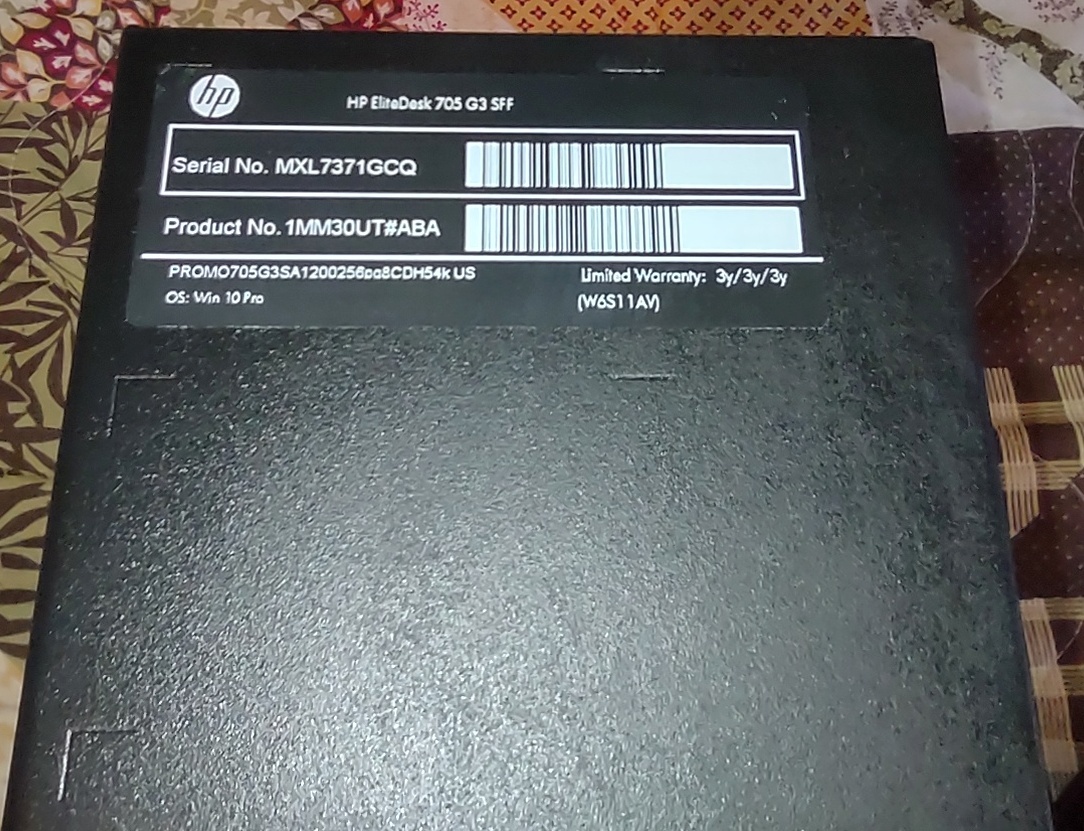 hp
HP EliteDesk 705 G3 SFF
Serial No. MXL7371GCQ
Product No. 1MM30UT#ABA
PROMO705G3SA1200256pa8CDH54k US
Limited Warranty: 3y/3y/3y
OS: Win 10 Pro
(W6S11AV)